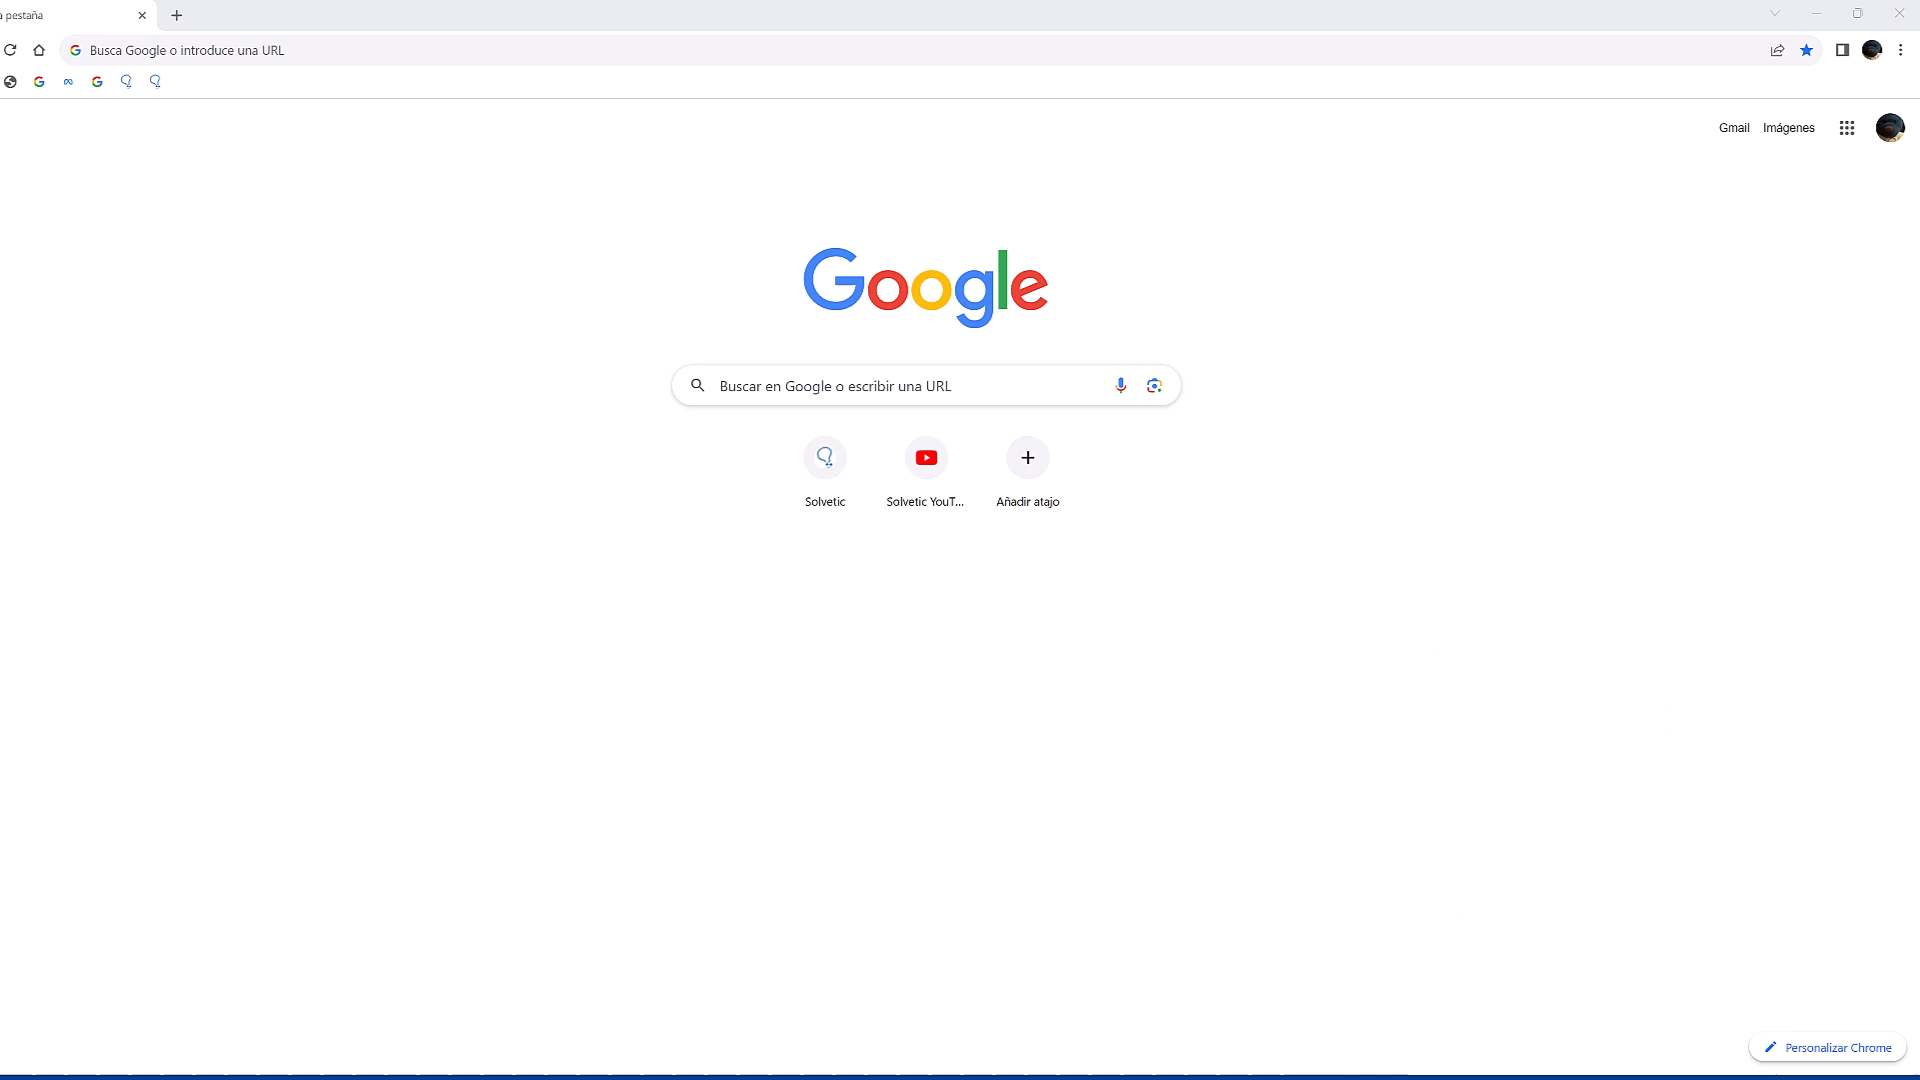 a pestaña
Busca Google o introduce una URL
Gmail Imágenes
Google
Buscar en Google o escribir una URL
Solvetic
Solvetic YouT...
Añadir atajo
Personalizar Chrome